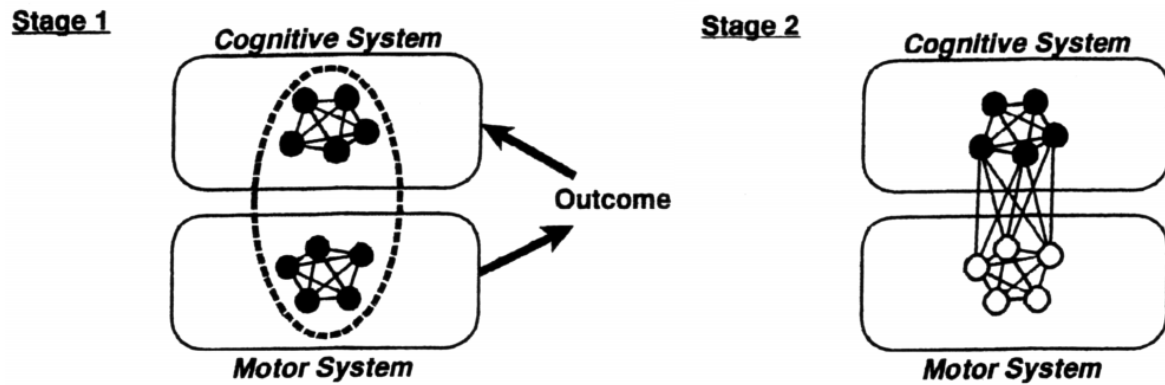 Stage 1
Cognitive System
Outcome
Motor System
Stage 2
Cognitive System
Motor System